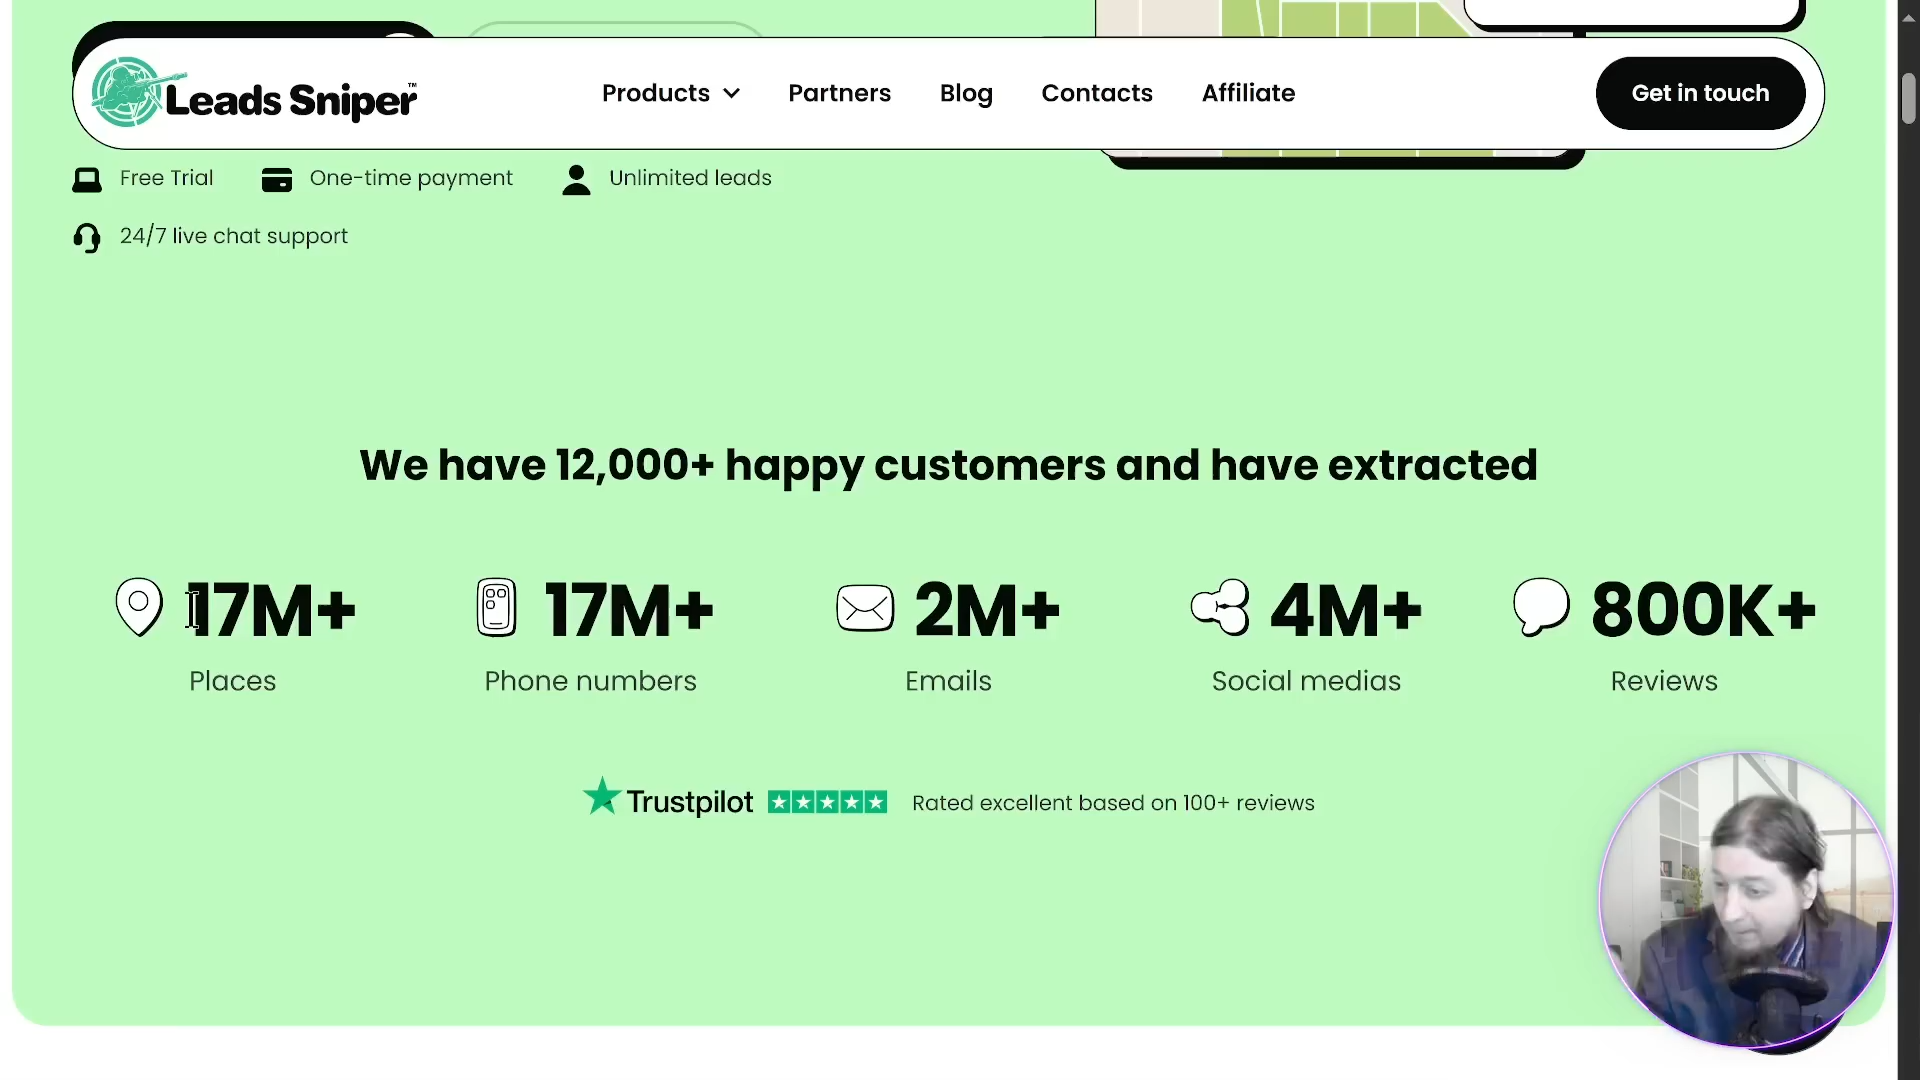 Leads Sniper™
Products
Partners
Blog
Contacts
Affiliate
Get in touch
Free Trial
One-time payment
Unlimited leads
24/7 live chat support
We have 12,000+ happy customers and have extracted
17M+
Places
17M+
Phone numbers
2M+
Emails
4M+
Social medias
800K+
Reviews
Trustpilot
Rated excellent based on 100+ reviews